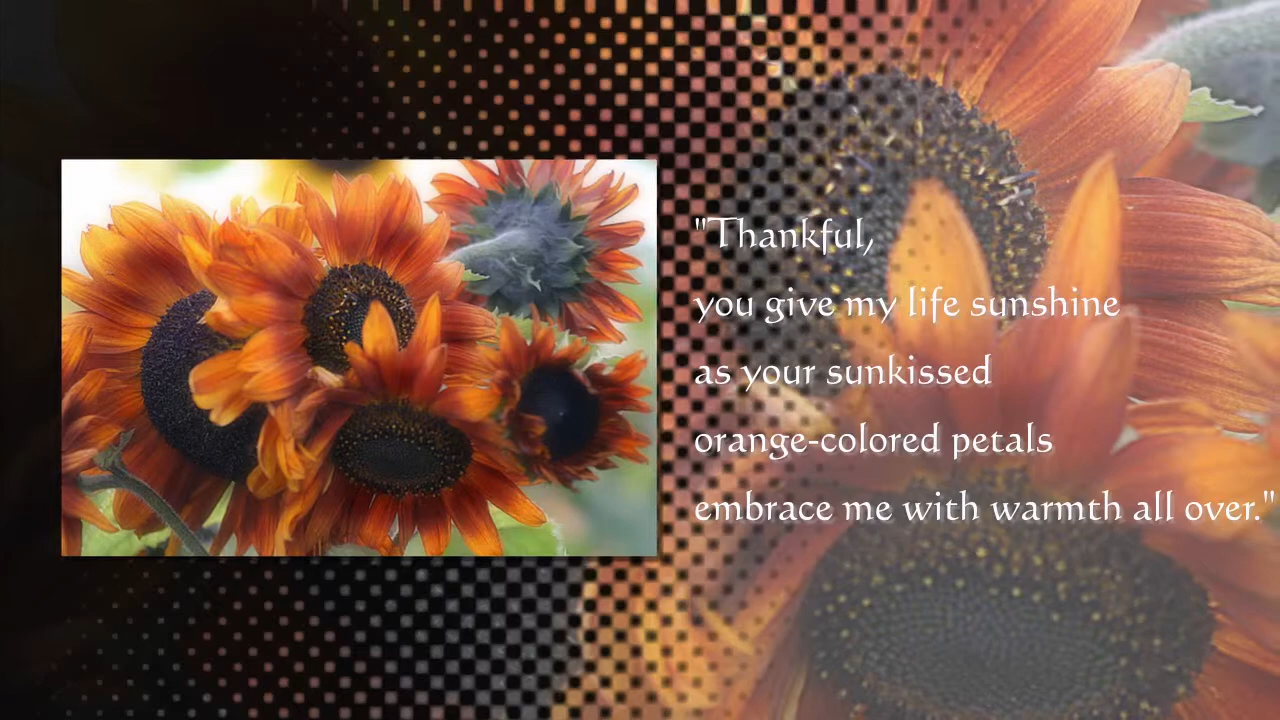 "Thankful,
you give my life sunshine
as your sunkissed
orange-colored petals
embrace me with warmth all over."